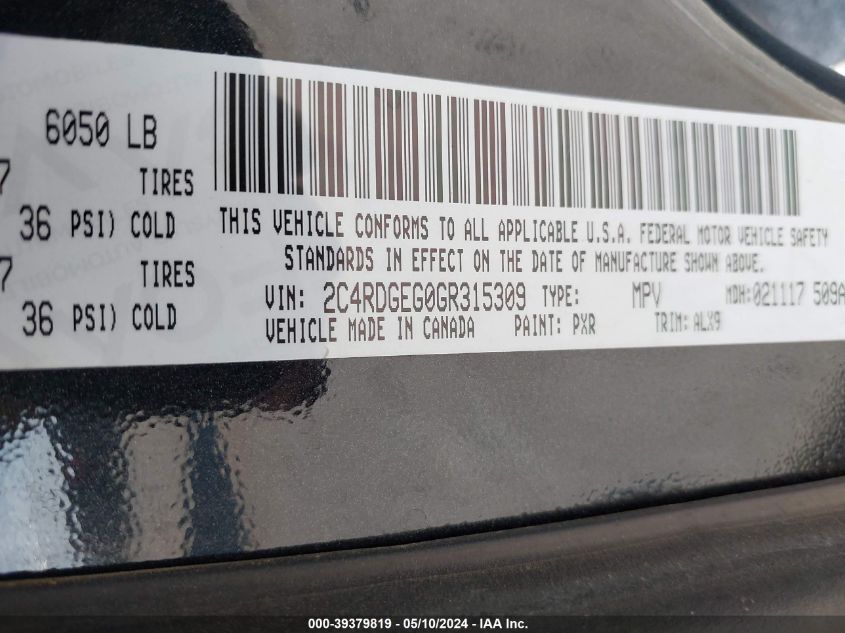 6050 LB
7 TIRES
36 PSI) COLD
7 TIRES
36 PSI) COLD
THIS VEHICLE CONFORMS TO ALL APPLICABLE U.S.A. FEDERAL MOTOR VEHICLE SAFETY
STANDARDS IN EFFECT ON THE DATE OF MANUFACTURE SHOWN ABOVE.
VIN: 2C4RDGEG0GR315309 TYPE: MPV MDH:021117 509A
VEHICLE MADE IN CANADA PAINT: PXR TRIM: ALX9
000-39379819 - 05/10/2024 - IAA Inc.